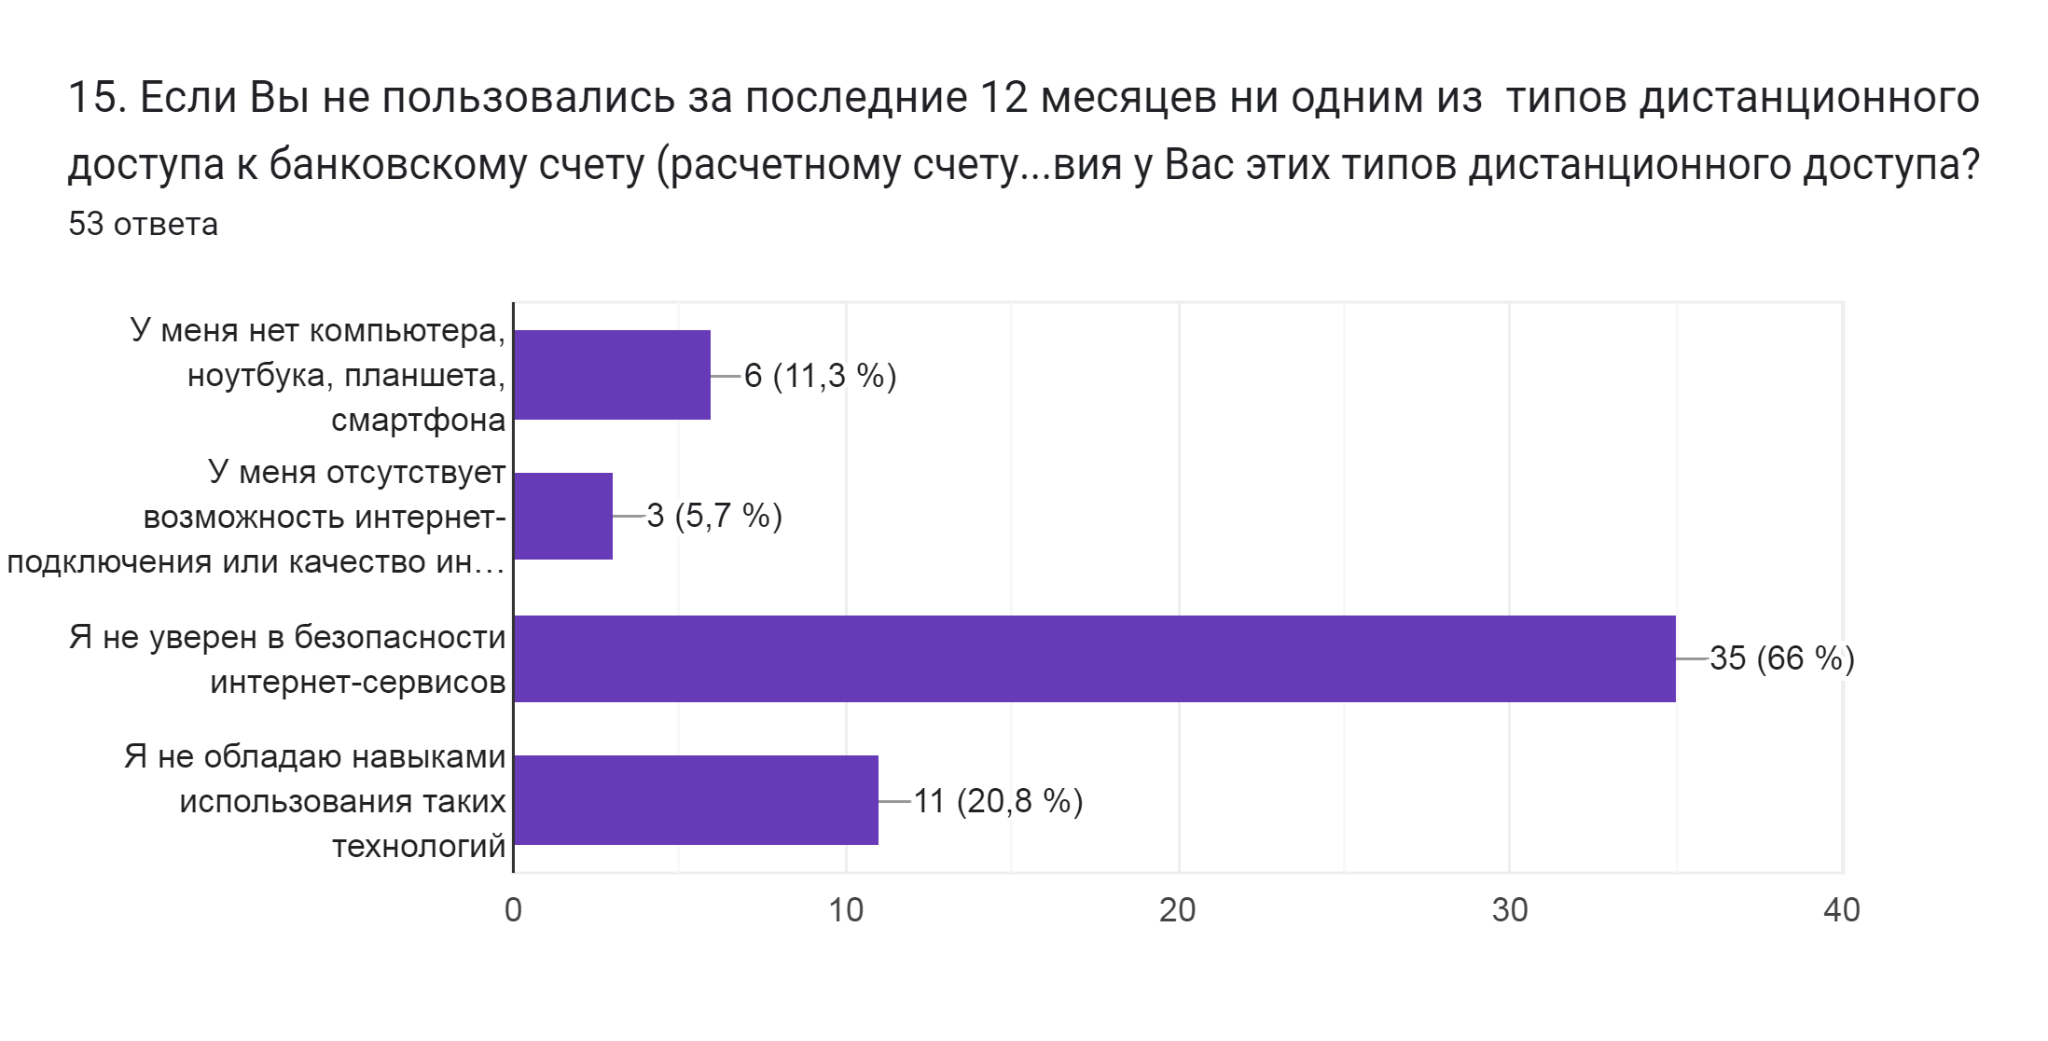 15. Если Вы не пользовались за последние 12 месяцев ни одним из  типов дистанционного
доступа к банковскому счету (расчетному счету...вия у Вас этих типов дистанционного доступа?
53 ответа
У меня нет компьютера,
ноутбука, планшета,
смартфона
6 (11,3 %)
У меня отсутствует
возможность интернет-
подключения или качество ин…
3 (5,7 %)
Я не уверен в безопасности
интернет-сервисов
35 (66 %)
Я не обладаю навыками
использования таких
технологий
11 (20,8 %)
0 10 20 30 40